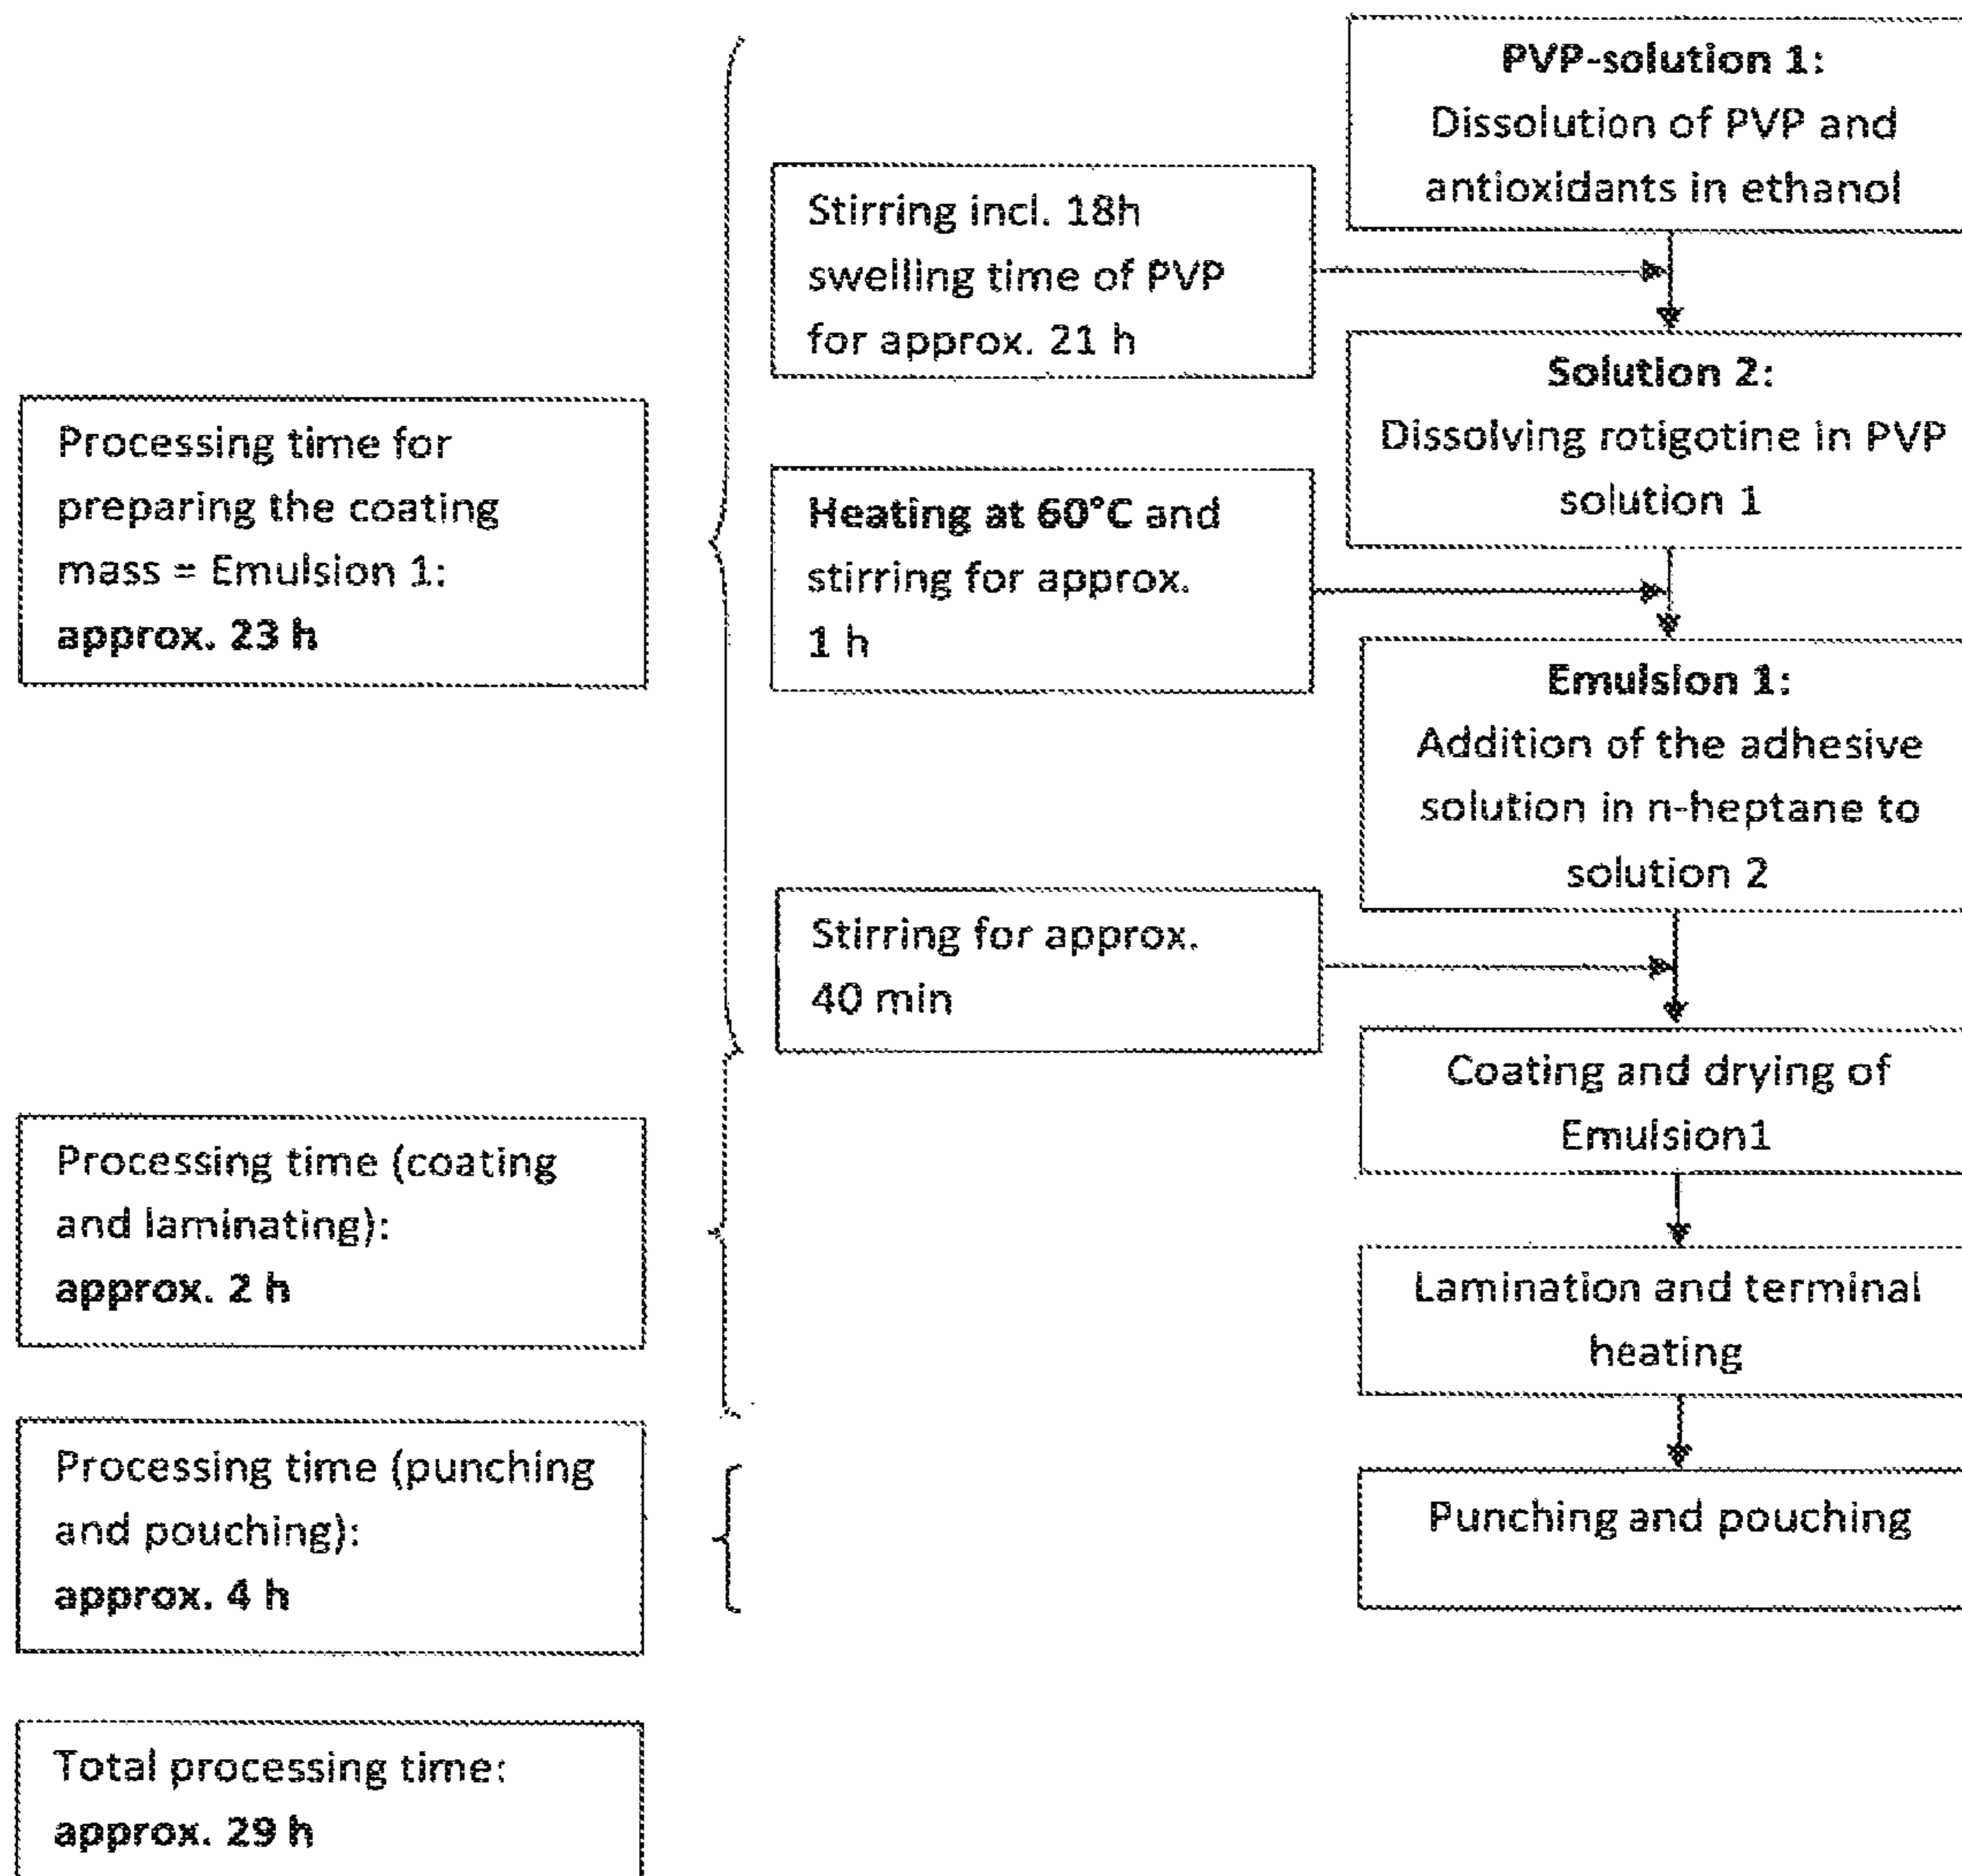 PVP-solution 1:
Dissolution of PVP and
antioxidants in ethanol
Stirring incl. 18h
swelling time of PVP
for approx. 21 h
Solution 2:
Dissolving rotigotine in PVP
solution 1
Processing time for
preparing the coating
mass = Emulsion 1:
approx. 23 h
Heating at 60°C and
stirring for approx.
1 h
Emulsion 1:
Addition of the adhesive
solution in n-heptane to
solution 2
Stirring for approx.
40 min
Coating and drying of
Emulsion1
Processing time (coating
and laminating):
approx. 2 h
Lamination and terminal
heating
Processing time (punching
and pouching):
approx. 4 h
Punching and pouching
Total processing time:
approx. 29 h